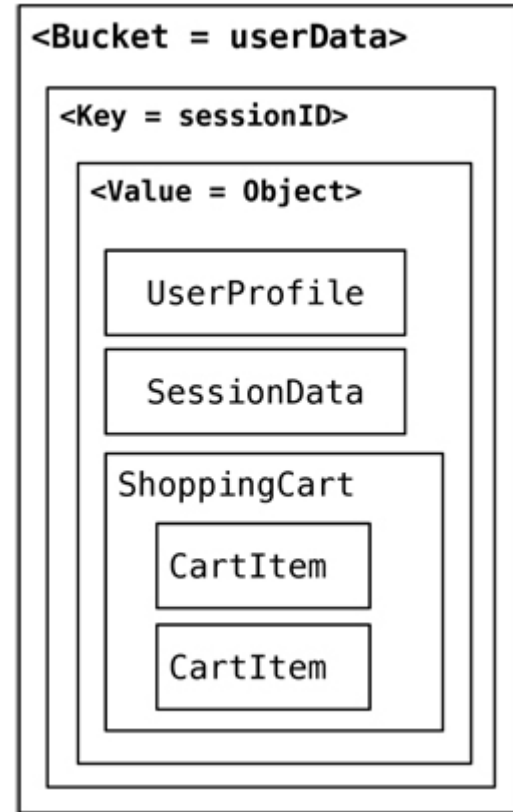 <Bucket = userData>
<Key = sessionID>
<Value = Object>
UserProfile
SessionData
ShoppingCart
CartItem
CartItem